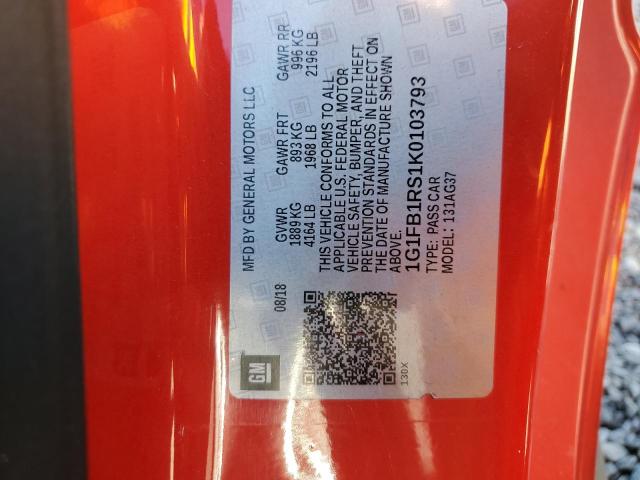 MFD BY GENERAL MOTORS LLC
08/18
GVWR GAWR FRT GAWR RR
1889 KG 893 KG 996 KG
4164 LB 1968 LB 2196 LB
THIS VEHICLE CONFORMS TO ALL
APPLICABLE U.S. FEDERAL MOTOR
VEHICLE SAFETY, BUMPER, AND THEFT
PREVENTION STANDARDS IN EFFECT ON
THE DATE OF MANUFACTURE SHOWN
ABOVE.
1G1FB1RS1K0103793
TYPE: PASS CAR
MODEL: 131AG37
GM
130X